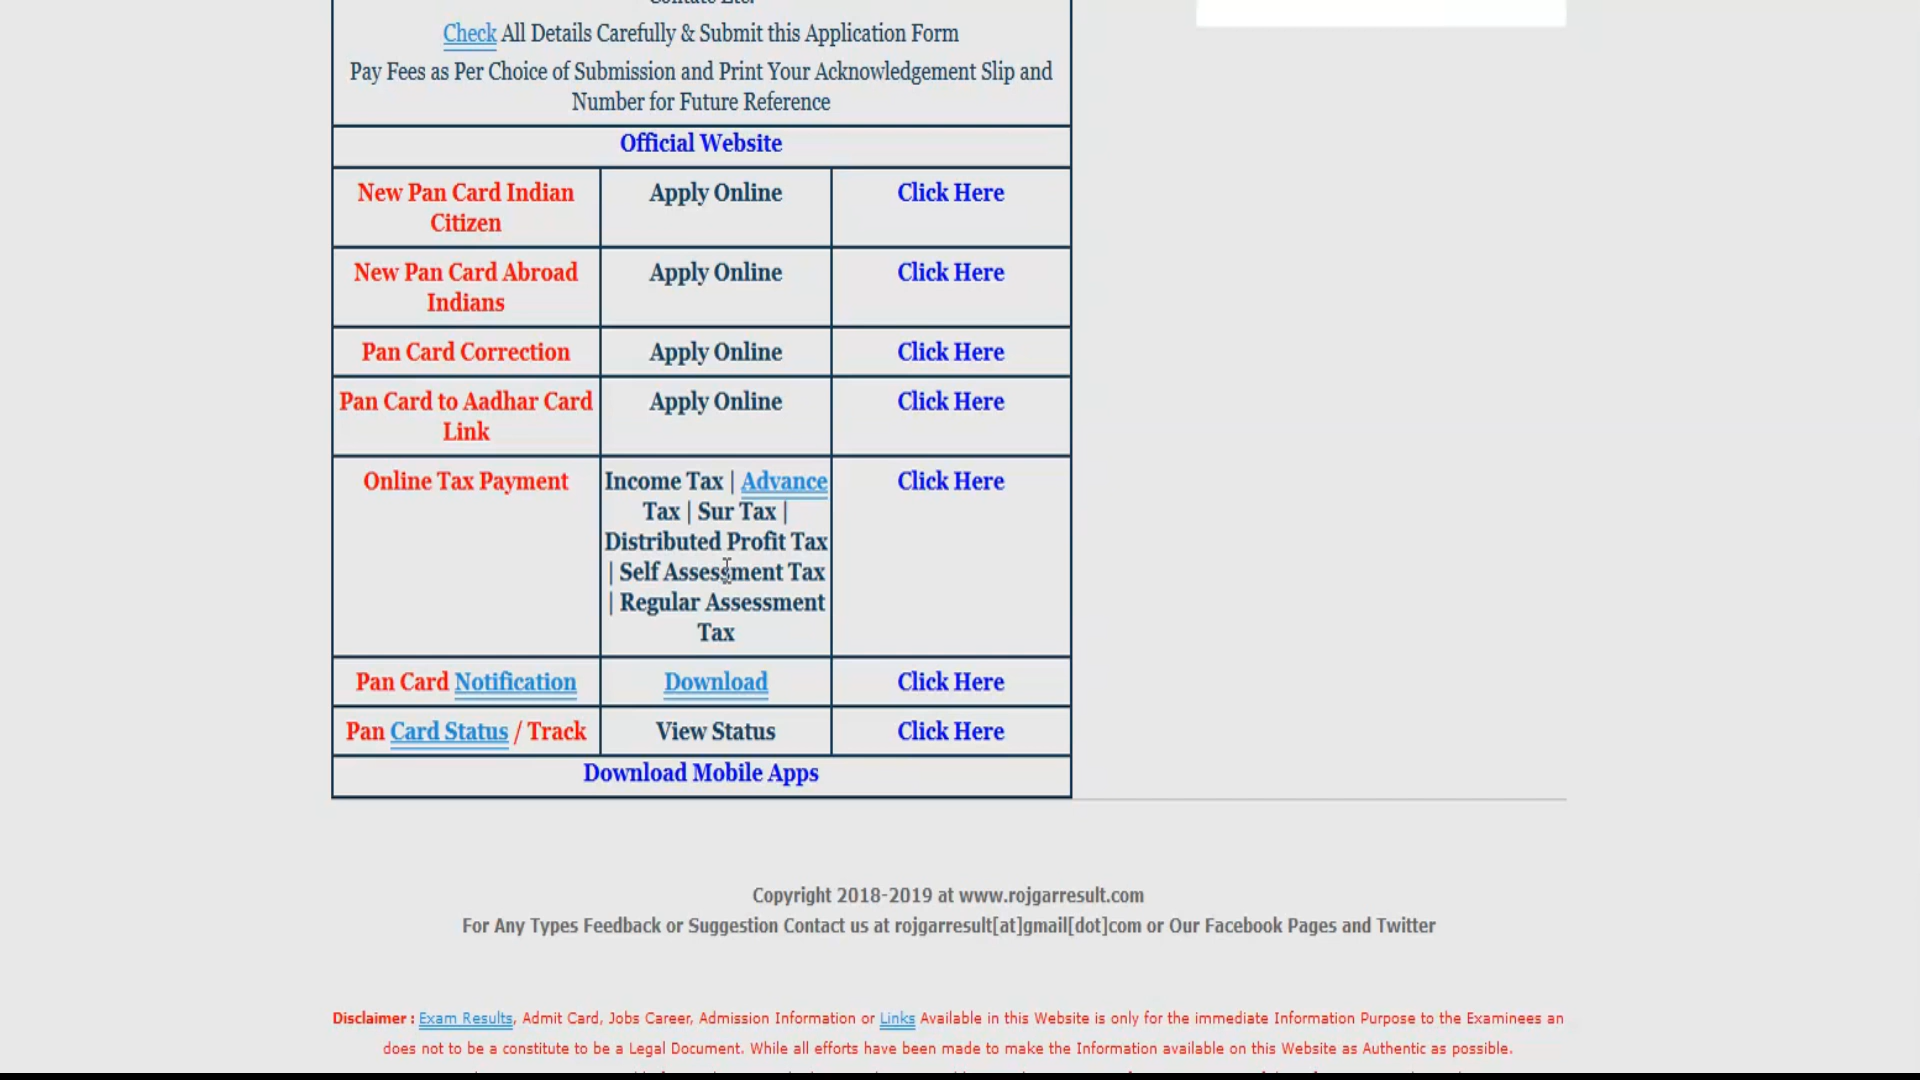 Check All Details Carefully & Submit this Application Form
Pay Fees as Per Choice of Submission and Print Your Acknowledgement Slip and
Number for Future Reference
Official Website
New Pan Card Indian
Citizen
Apply Online
Click Here
New Pan Card Abroad
Indians
Apply Online
Click Here
Pan Card Correction
Apply Online
Click Here
Pan Card to Aadhar Card
Link
Apply Online
Click Here
Online Tax Payment
Income Tax | Advance
Tax | Sur Tax |
Distributed Profit Tax
| Self Assessment Tax
| Regular Assessment
Tax
Click Here
Pan Card Notification
Download
Click Here
Pan Card Status / Track
View Status
Click Here
Download Mobile Apps
Copyright 2018-2019 at www.rojgarresult.com
For Any Types Feedback or Suggestion Contact us at rojgarresult[at]gmail[dot]com or Our Facebook Pages and Twitter
Disclaimer : Exam Results, Admit Card, Jobs Career, Admission Information or Links Available in this Website is only for the immediate Information Purpose to the Examinees an
does not to be a constitute to be a Legal Document. While all efforts have been made to make the Information available on this Website as Authentic as possible.